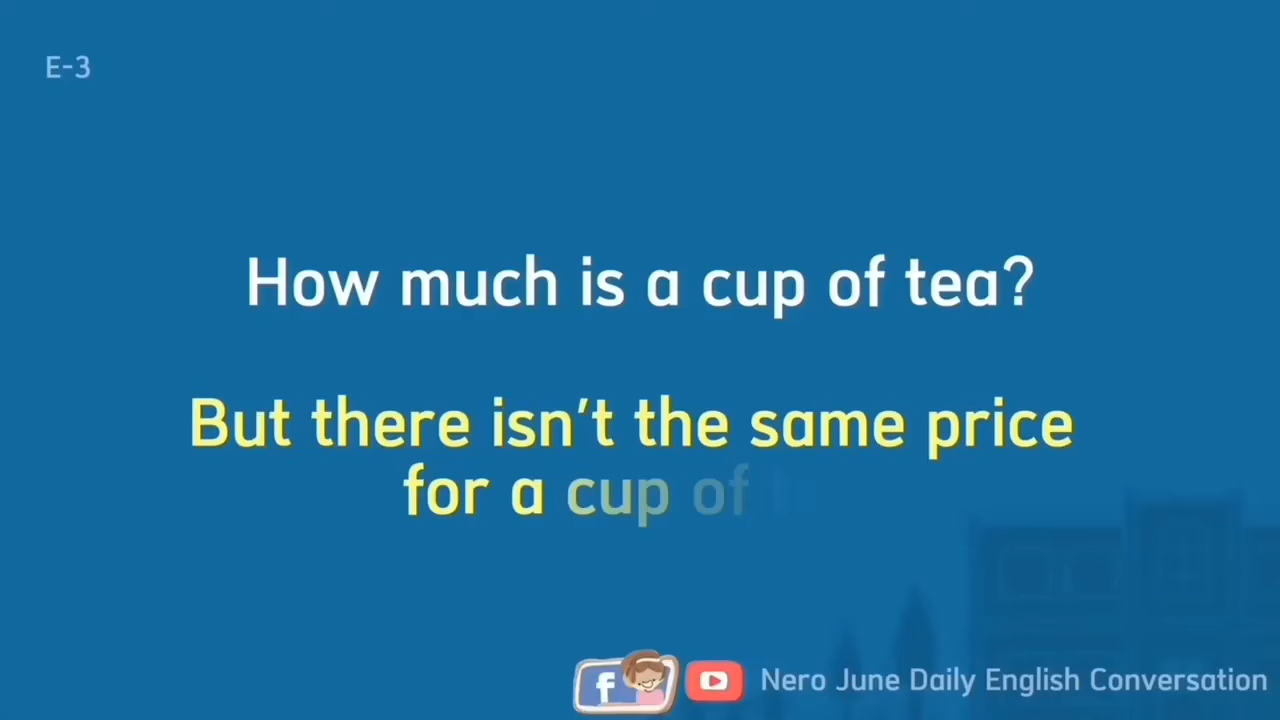 E-3
How much is a cup of tea?
But there isn't the same price
for a cup of
Nero June Daily English Conversation